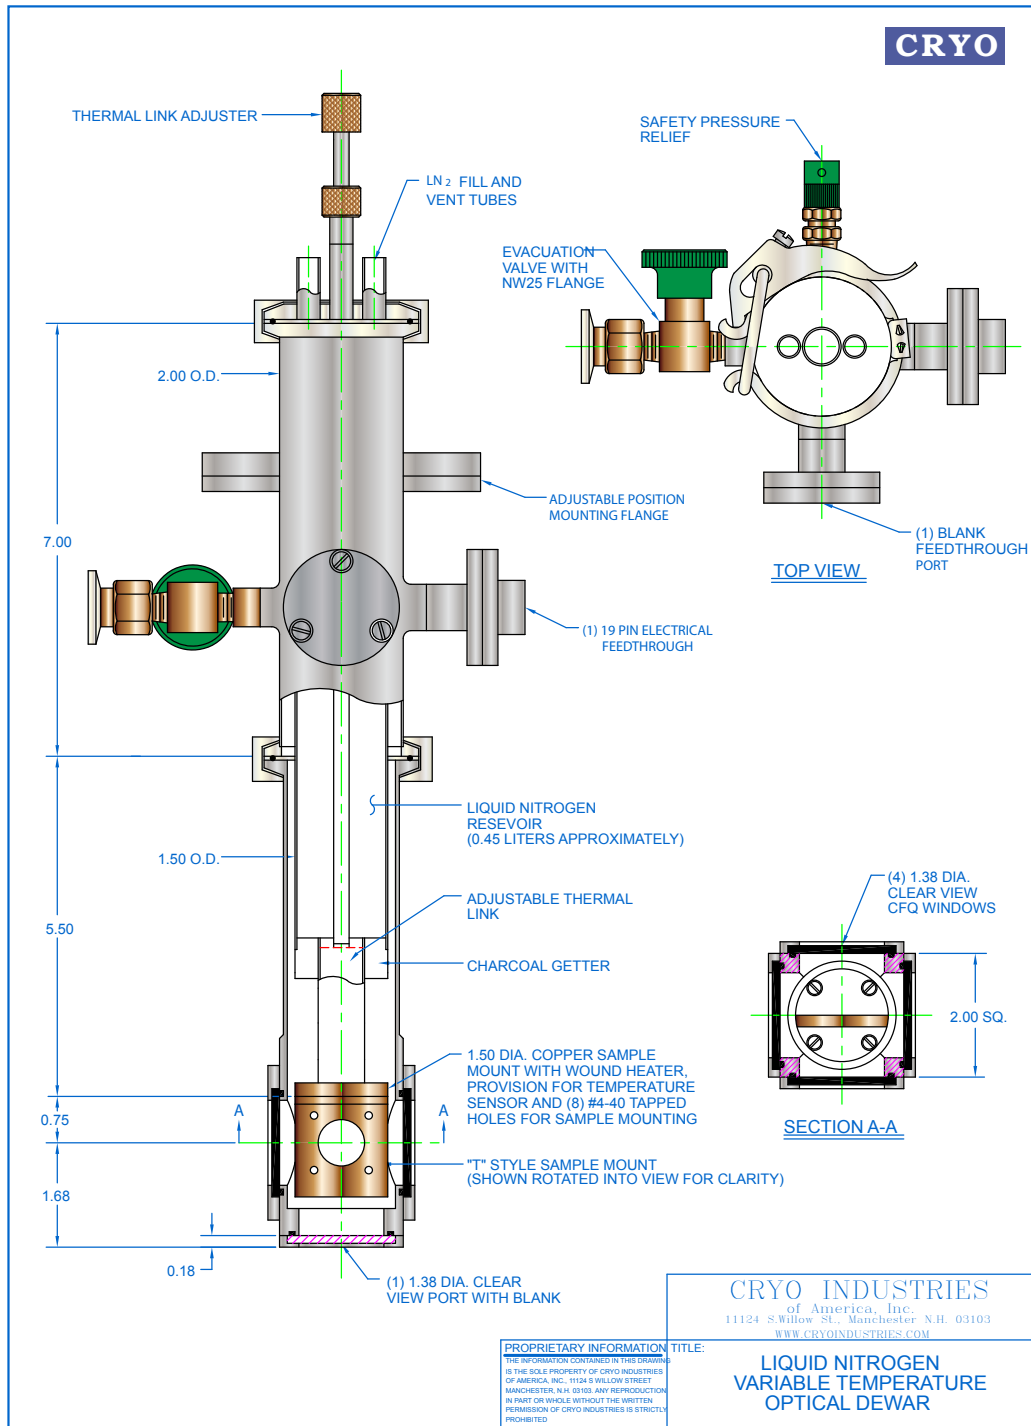 CRYO
THERMAL LINK ADJUSTER
LN2 FILL AND
VENT TUBES
SAFETY PRESSURE
RELIEF
EVACUATION
VALVE WITH
NW25 FLANGE
2.00 O.D.
ADJUSTABLE POSITION
MOUNTING FLANGE
7.00
(1) BLANK
FEEDTHROUGH
PORT
TOP VIEW
(1) 19 PIN ELECTRICAL
FEEDTHROUGH
LIQUID NITROGEN
RESEVOIR
(0.45 LITERS APPROXIMATELY)
1.50 O.D.
ADJUSTABLE THERMAL
LINK
5.50
CHARCOAL GETTER
(4) 1.38 DIA.
CLEAR VIEW
CFQ WINDOWS
2.00 SQ.
SECTION A-A
1.50 DIA. COPPER SAMPLE
MOUNT WITH WOUND HEATER,
PROVISION FOR TEMPERATURE
SENSOR AND (8) #4-40 TAPPED
HOLES FOR SAMPLE MOUNTING
0.75
A
A
"T" STYLE SAMPLE MOUNT
(SHOWN ROTATED INTO VIEW FOR CLARITY)
1.68
0.18
(1) 1.38 DIA. CLEAR
VIEW PORT WITH BLANK
CRYO INDUSTRIES
of America, Inc.
11124 S.Willow St., Manchester N.H. 03103
WWW.CRYOINDUSTRIES.COM
PROPRIETARY INFORMATION
THE INFORMATION CONTAINED IN THIS DRAWING
IS THE SOLE PROPERTY OF CRYO INDUSTRIES
OF AMERICA, INC., 11124 S WILLOW STREET
MANCHESTER, N.H. 03103. ANY REPRODUCTION
IN PART OR WHOLE WITHOUT THE WRITTEN
PERMISSION OF CRYO INDUSTRIES IS STRICTLY
PROHIBITED
TITLE:
LIQUID NITROGEN
VARIABLE TEMPERATURE
OPTICAL DEWAR